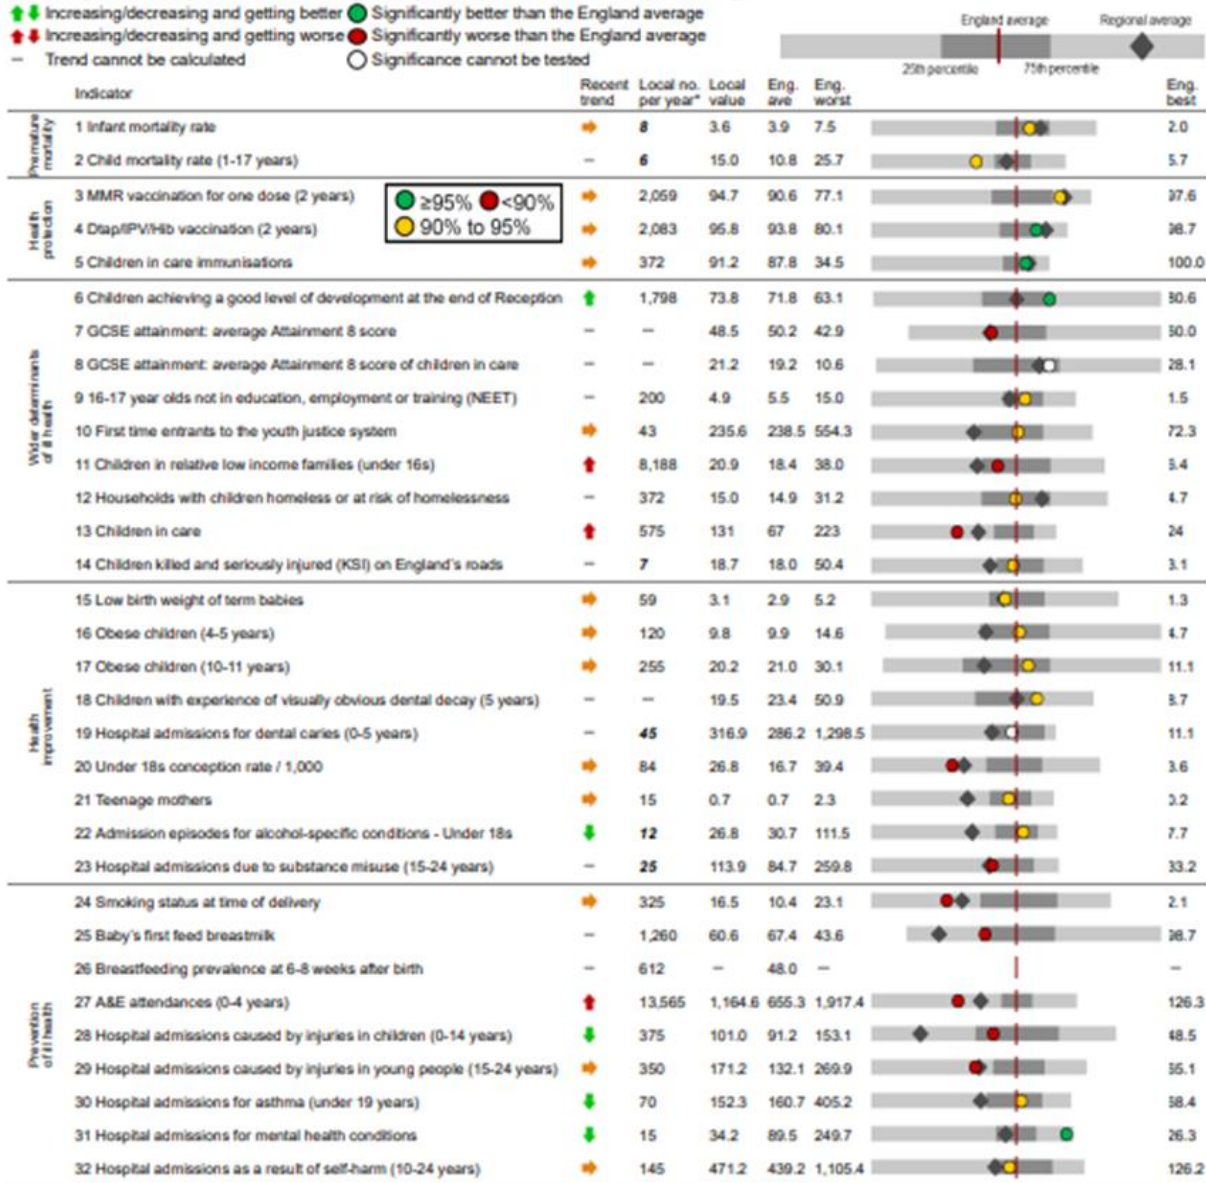 Increasing/decreasing and getting better Significantly better than the England average
Increasing/decreasing and getting worse Significantly worse than the England average
– Trend cannot be calculated Significance cannot be tested
England average Regional average
25th percentile 75th percentile
Indicator Recent trend Local no. per year* Local value Eng. ave Eng. worst Eng. best
Premature mortality
1 Infant mortality rate 8 3.6 3.9 7.5 2.0
2 Child mortality rate (1-17 years) – 6 15.0 10.8 25.7 5.7
Health protection
≥95% <90%
90% to 95%
3 MMR vaccination for one dose (2 years) 2,059 94.7 90.6 77.1 97.6
4 Dtap/IPV/Hib vaccination (2 years) 2,083 95.8 93.8 80.1 98.7
5 Children in care immunisations 372 91.2 87.8 34.5 100.0
Wider determinants of ill health
6 Children achieving a good level of development at the end of Reception 1,798 73.8 71.8 63.1 80.6
7 GCSE attainment: average Attainment 8 score – – 48.5 50.2 42.9 60.0
8 GCSE attainment: average Attainment 8 score of children in care – – 21.2 19.2 10.6 28.1
9 16-17 year olds not in education, employment or training (NEET) – 200 4.9 5.5 15.0 1.5
10 First time entrants to the youth justice system 43 235.6 238.5 554.3 72.3
11 Children in relative low income families (under 16s) 8,188 20.9 18.4 38.0 6.4
12 Households with children homeless or at risk of homelessness – 372 15.0 14.9 31.2 4.7
13 Children in care 575 131 67 223 24
14 Children killed and seriously injured (KSI) on England's roads – 7 18.7 18.0 50.4 3.1
Health improvement
15 Low birth weight of term babies 59 3.1 2.9 5.2 1.3
16 Obese children (4-5 years) 120 9.8 9.9 14.6 4.7
17 Obese children (10-11 years) 255 20.2 21.0 30.1 11.1
18 Children with experience of visually obvious dental decay (5 years) – – 19.5 23.4 50.9 8.7
19 Hospital admissions for dental caries (0-5 years) – 45 316.9 286.2 1,298.5 11.1
20 Under 18s conception rate / 1,000 84 26.8 16.7 39.4 3.6
21 Teenage mothers 15 0.7 0.7 2.3 0.2
22 Admission episodes for alcohol-specific conditions - Under 18s 12 26.8 30.7 111.5 7.7
23 Hospital admissions due to substance misuse (15-24 years) – 25 113.9 84.7 259.8 33.2
Prevention of ill health
24 Smoking status at time of delivery 325 16.5 10.4 23.1 2.1
25 Baby's first feed breastmilk – 1,260 60.6 67.4 43.6 98.7
26 Breastfeeding prevalence at 6-8 weeks after birth – 612 – 48.0 – –
27 A&E attendances (0-4 years) 13,565 1,164.6 655.3 1,917.4 126.3
28 Hospital admissions caused by injuries in children (0-14 years) 375 101.0 91.2 153.1 48.5
29 Hospital admissions caused by injuries in young people (15-24 years) 350 171.2 132.1 269.9 55.1
30 Hospital admissions for asthma (under 19 years) 70 152.3 160.7 405.2 58.4
31 Hospital admissions for mental health conditions 15 34.2 89.5 249.7 26.3
32 Hospital admissions as a result of self-harm (10-24 years) 145 471.2 439.2 1,105.4 126.2